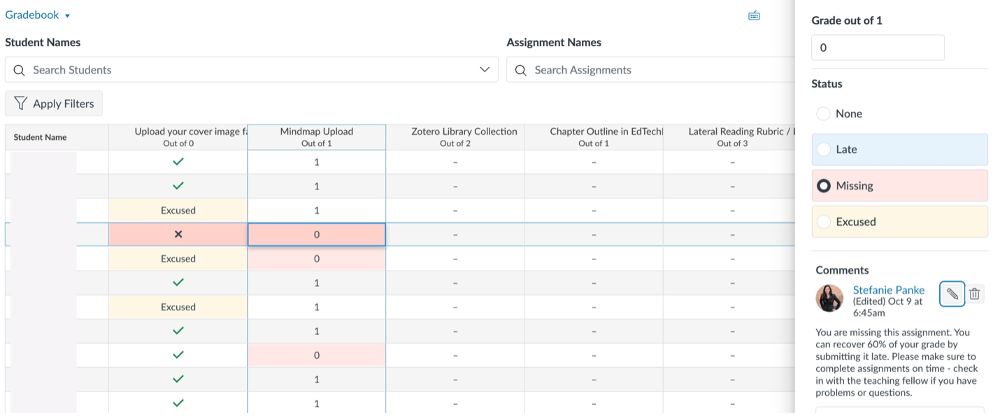 Gradebook
Student Names
Assignment Names
Search Students
Search Assignments
Apply Filters
Student Name
Upload your cover image fa
Out of 0
Mindmap Upload
Out of 1
Zotero Library Collection
Out of 2
Chapter Outline in EdTech
Out of 1
Lateral Reading Rubric /
Out of 3
1 - - -
1 - - -
Excused 1 - - -
0 - - -
Excused 0 - - -
1 - - -
Excused 1 - - -
1 - - -
0 - - -
1 - - -
1 - - -
Grade out of 1
0
Status
None
Late
Missing
Excused
Comments
Stefanie Panke
(Edited) Oct 9 at
6:45am
You are missing this assignment. You
can recover 60% of your grade by
submitting it late. Please make sure to
complete assignments on time - check
in with the teaching fellow if you have
problems or questions.